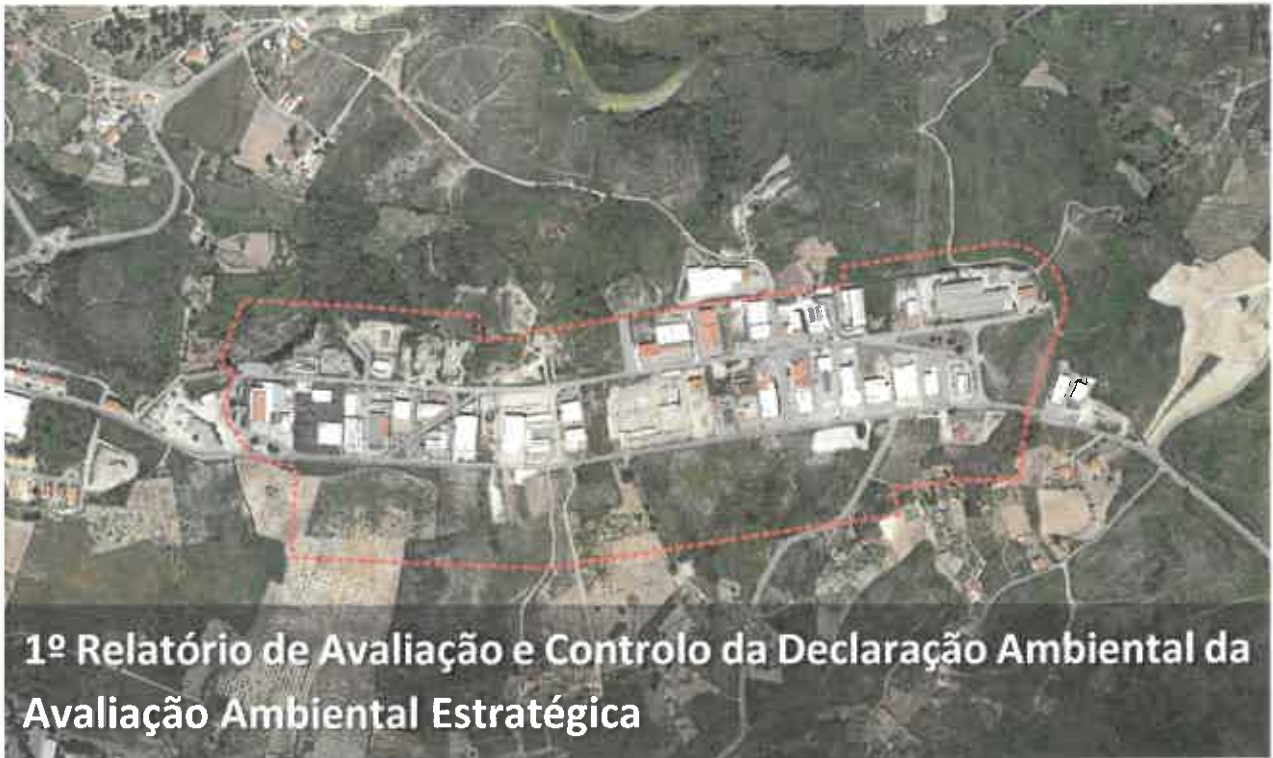 1º Relatório de Avaliação e Controlo da Declaração Ambiental da
Avaliação Ambiental Estratégica